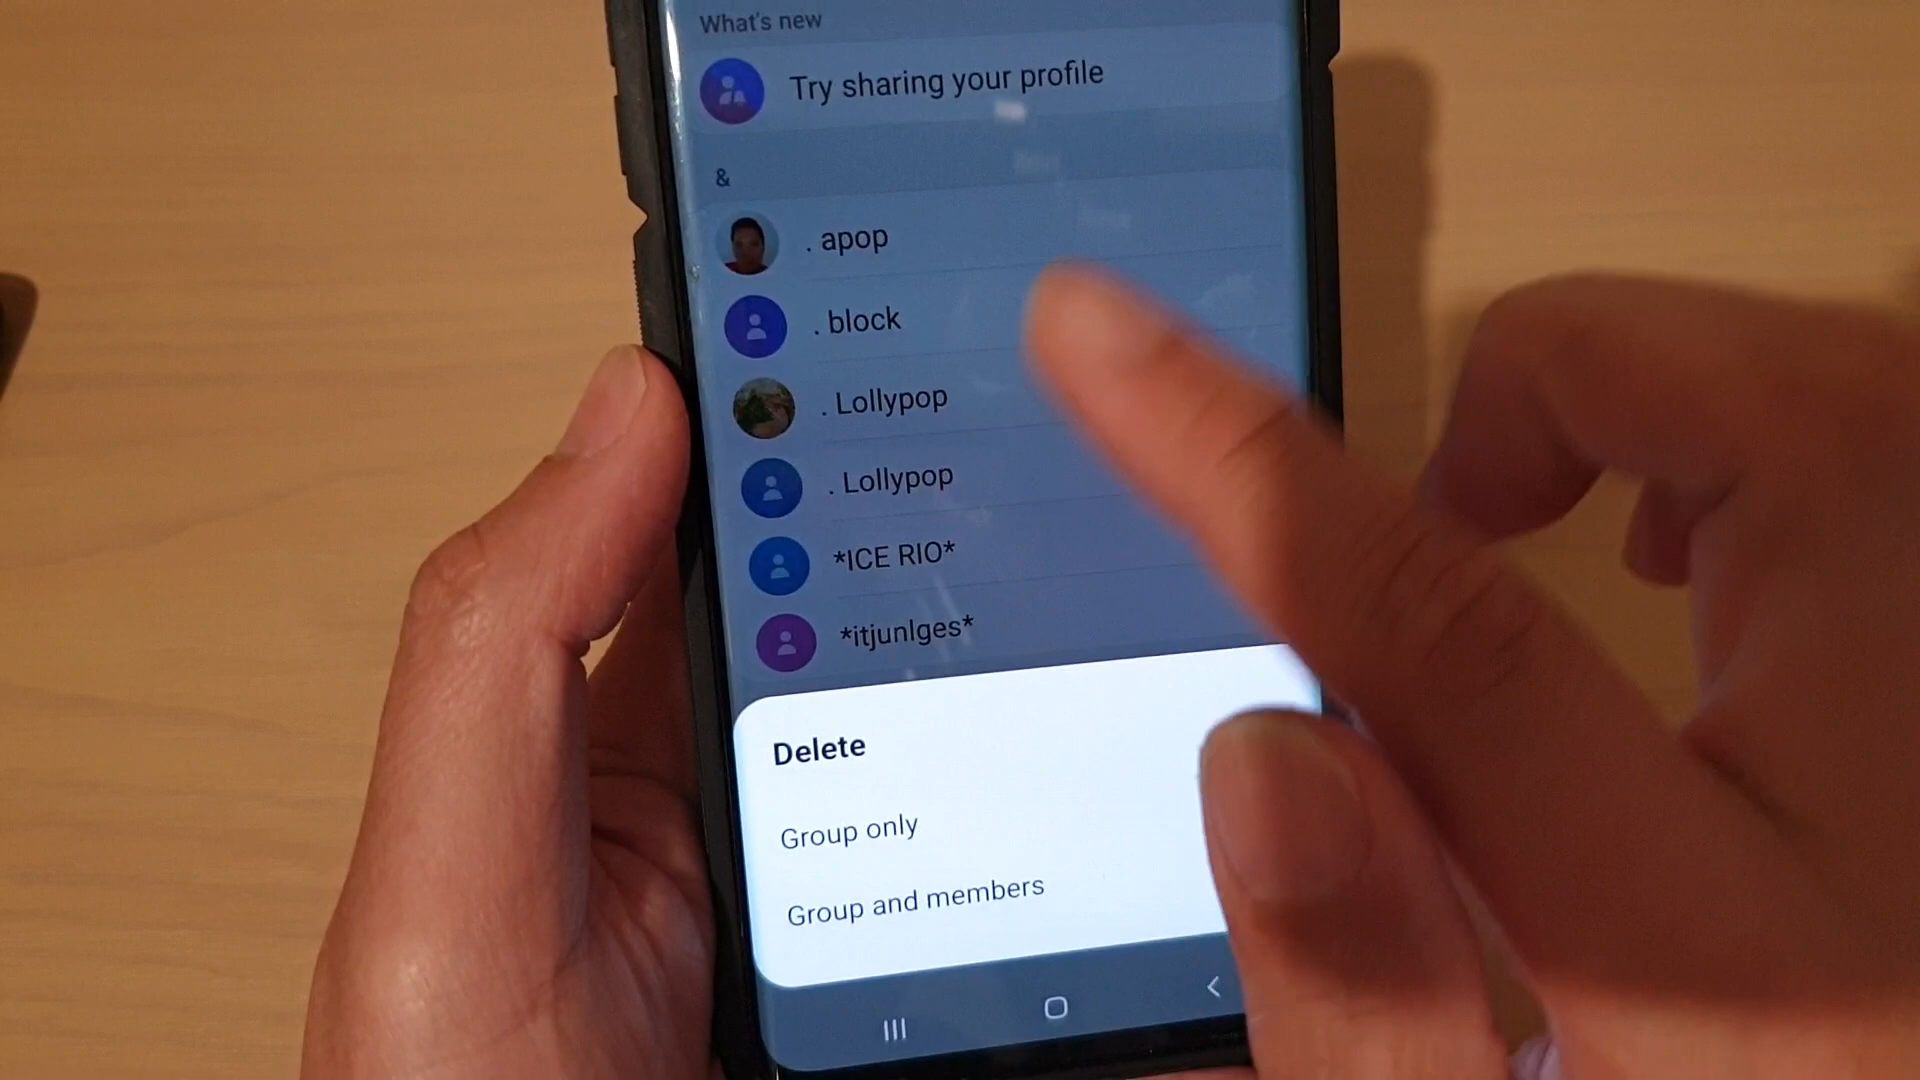 What's new
Try sharing your profile
&
. apop
. block
. Lollypop
. Lollypop
*ICE RIO*
*itjunlges*
Delete
Group only
Group and members